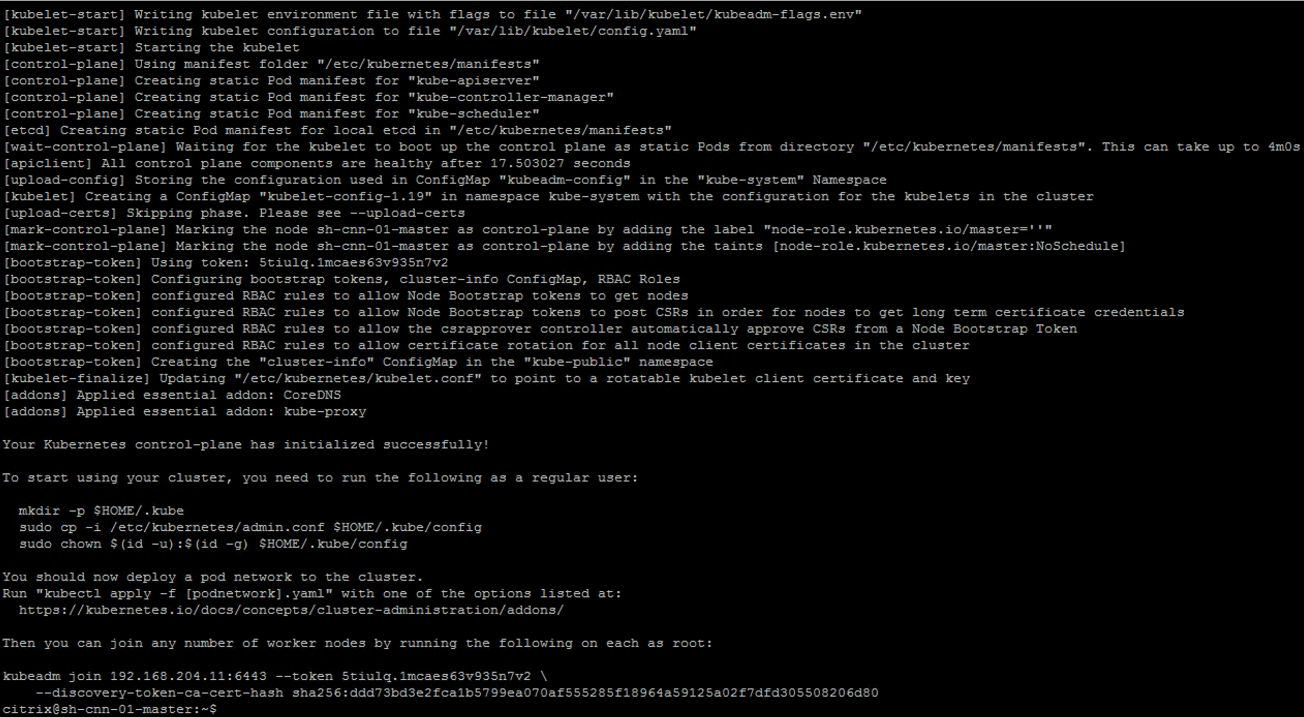 [kubelet-start] Writing kubelet environment file with flags to file "/var/lib/kubelet/kubeadm-flags.env"
[kubelet-start] Writing kubelet configuration to file "/var/lib/kubelet/config.yaml"
[kubelet-start] Starting the kubelet
[control-plane] Using manifest folder "/etc/kubernetes/manifests"
[control-plane] Creating static Pod manifest for "kube-apiserver"
[control-plane] Creating static Pod manifest for "kube-controller-manager"
[control-plane] Creating static Pod manifest for "kube-scheduler"
[etcd] Creating static Pod manifest for local etcd in "/etc/kubernetes/manifests"
[wait-control-plane] Waiting for the kubelet to boot up the control plane as static Pods from directory "/etc/kubernetes/manifests". This can take up to 4m0s
[apiclient] All control plane components are healthy after 17.503027 seconds
[upload-config] Storing the configuration used in ConfigMap "kubeadm-config" in the "kube-system" Namespace
[kubelet] Creating a ConfigMap "kubelet-config-1.19" in namespace kube-system with the configuration for the kubelets in the cluster
[upload-certs] Skipping phase. Please see --upload-certs
[mark-control-plane] Marking the node sh-cnn-01-master as control-plane by adding the label "node-role.kubernetes.io/master=''"
[mark-control-plane] Marking the node sh-cnn-01-master as control-plane by adding the taints [node-role.kubernetes.io/master:NoSchedule]
[bootstrap-token] Using token: 5tiulq.1mcaes63v935n7v2
[bootstrap-token] Configuring bootstrap tokens, cluster-info ConfigMap, RBAC Roles
[bootstrap-token] configured RBAC rules to allow Node Bootstrap tokens to get nodes
[bootstrap-token] configured RBAC rules to allow Node Bootstrap tokens to post CSRs in order for nodes to get long term certificate credentials
[bootstrap-token] configured RBAC rules to allow the csrapprover controller automatically approve CSRs from a Node Bootstrap Token
[bootstrap-token] configured RBAC rules to allow certificate rotation for all node client certificates in the cluster
[bootstrap-token] Creating the "cluster-info" ConfigMap in the "kube-public" namespace
[kubelet-finalize] Updating "/etc/kubernetes/kubelet.conf" to point to a rotatable kubelet client certificate and key
[addons] Applied essential addon: CoreDNS
[addons] Applied essential addon: kube-proxy
Your Kubernetes control-plane has initialized successfully!
To start using your cluster, you need to run the following as a regular user:
mkdir -p $HOME/.kube
sudo cp -i /etc/kubernetes/admin.conf $HOME/.kube/config
sudo chown $(id -u):$(id -g) $HOME/.kube/config
You should now deploy a pod network to the cluster.
Run "kubectl apply -f [podnetwork].yaml" with one of the options listed at:
https://kubernetes.io/docs/concepts/cluster-administration/addons/
Then you can join any number of worker nodes by running the following on each as root:
kubeadm join 192.168.204.11:6443 --token 5tiulq.1mcaes63v935n7v2 \
--discovery-token-ca-cert-hash sha256:ddd73bd3e2fca1b5799ea070af555285f18964a59125a02f7dfd305508206d80
citrix@sh-cnn-01-master:~$